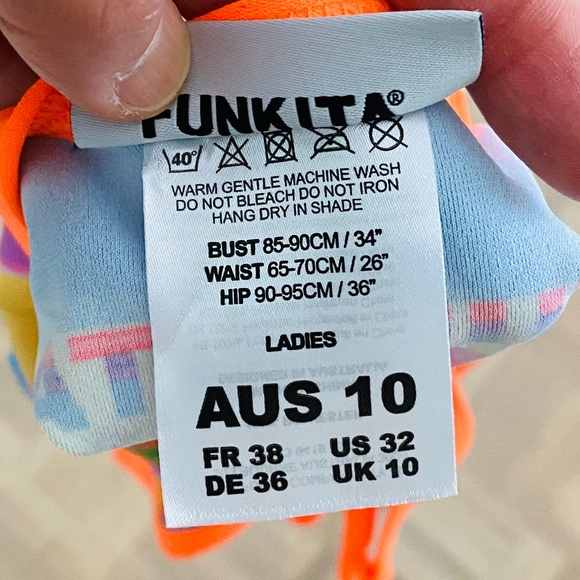 FUNKITA®
40°
WARM GENTLE MACHINE WASH
DO NOT BLEACH DO NOT IRON
HANG DRY IN SHADE
BUST 85-90CM / 34”
WAIST 65-70CM / 26”
HIP 90-95CM / 36”
LADIES
AUS 10
FR 38 US 32
DE 36 UK 10